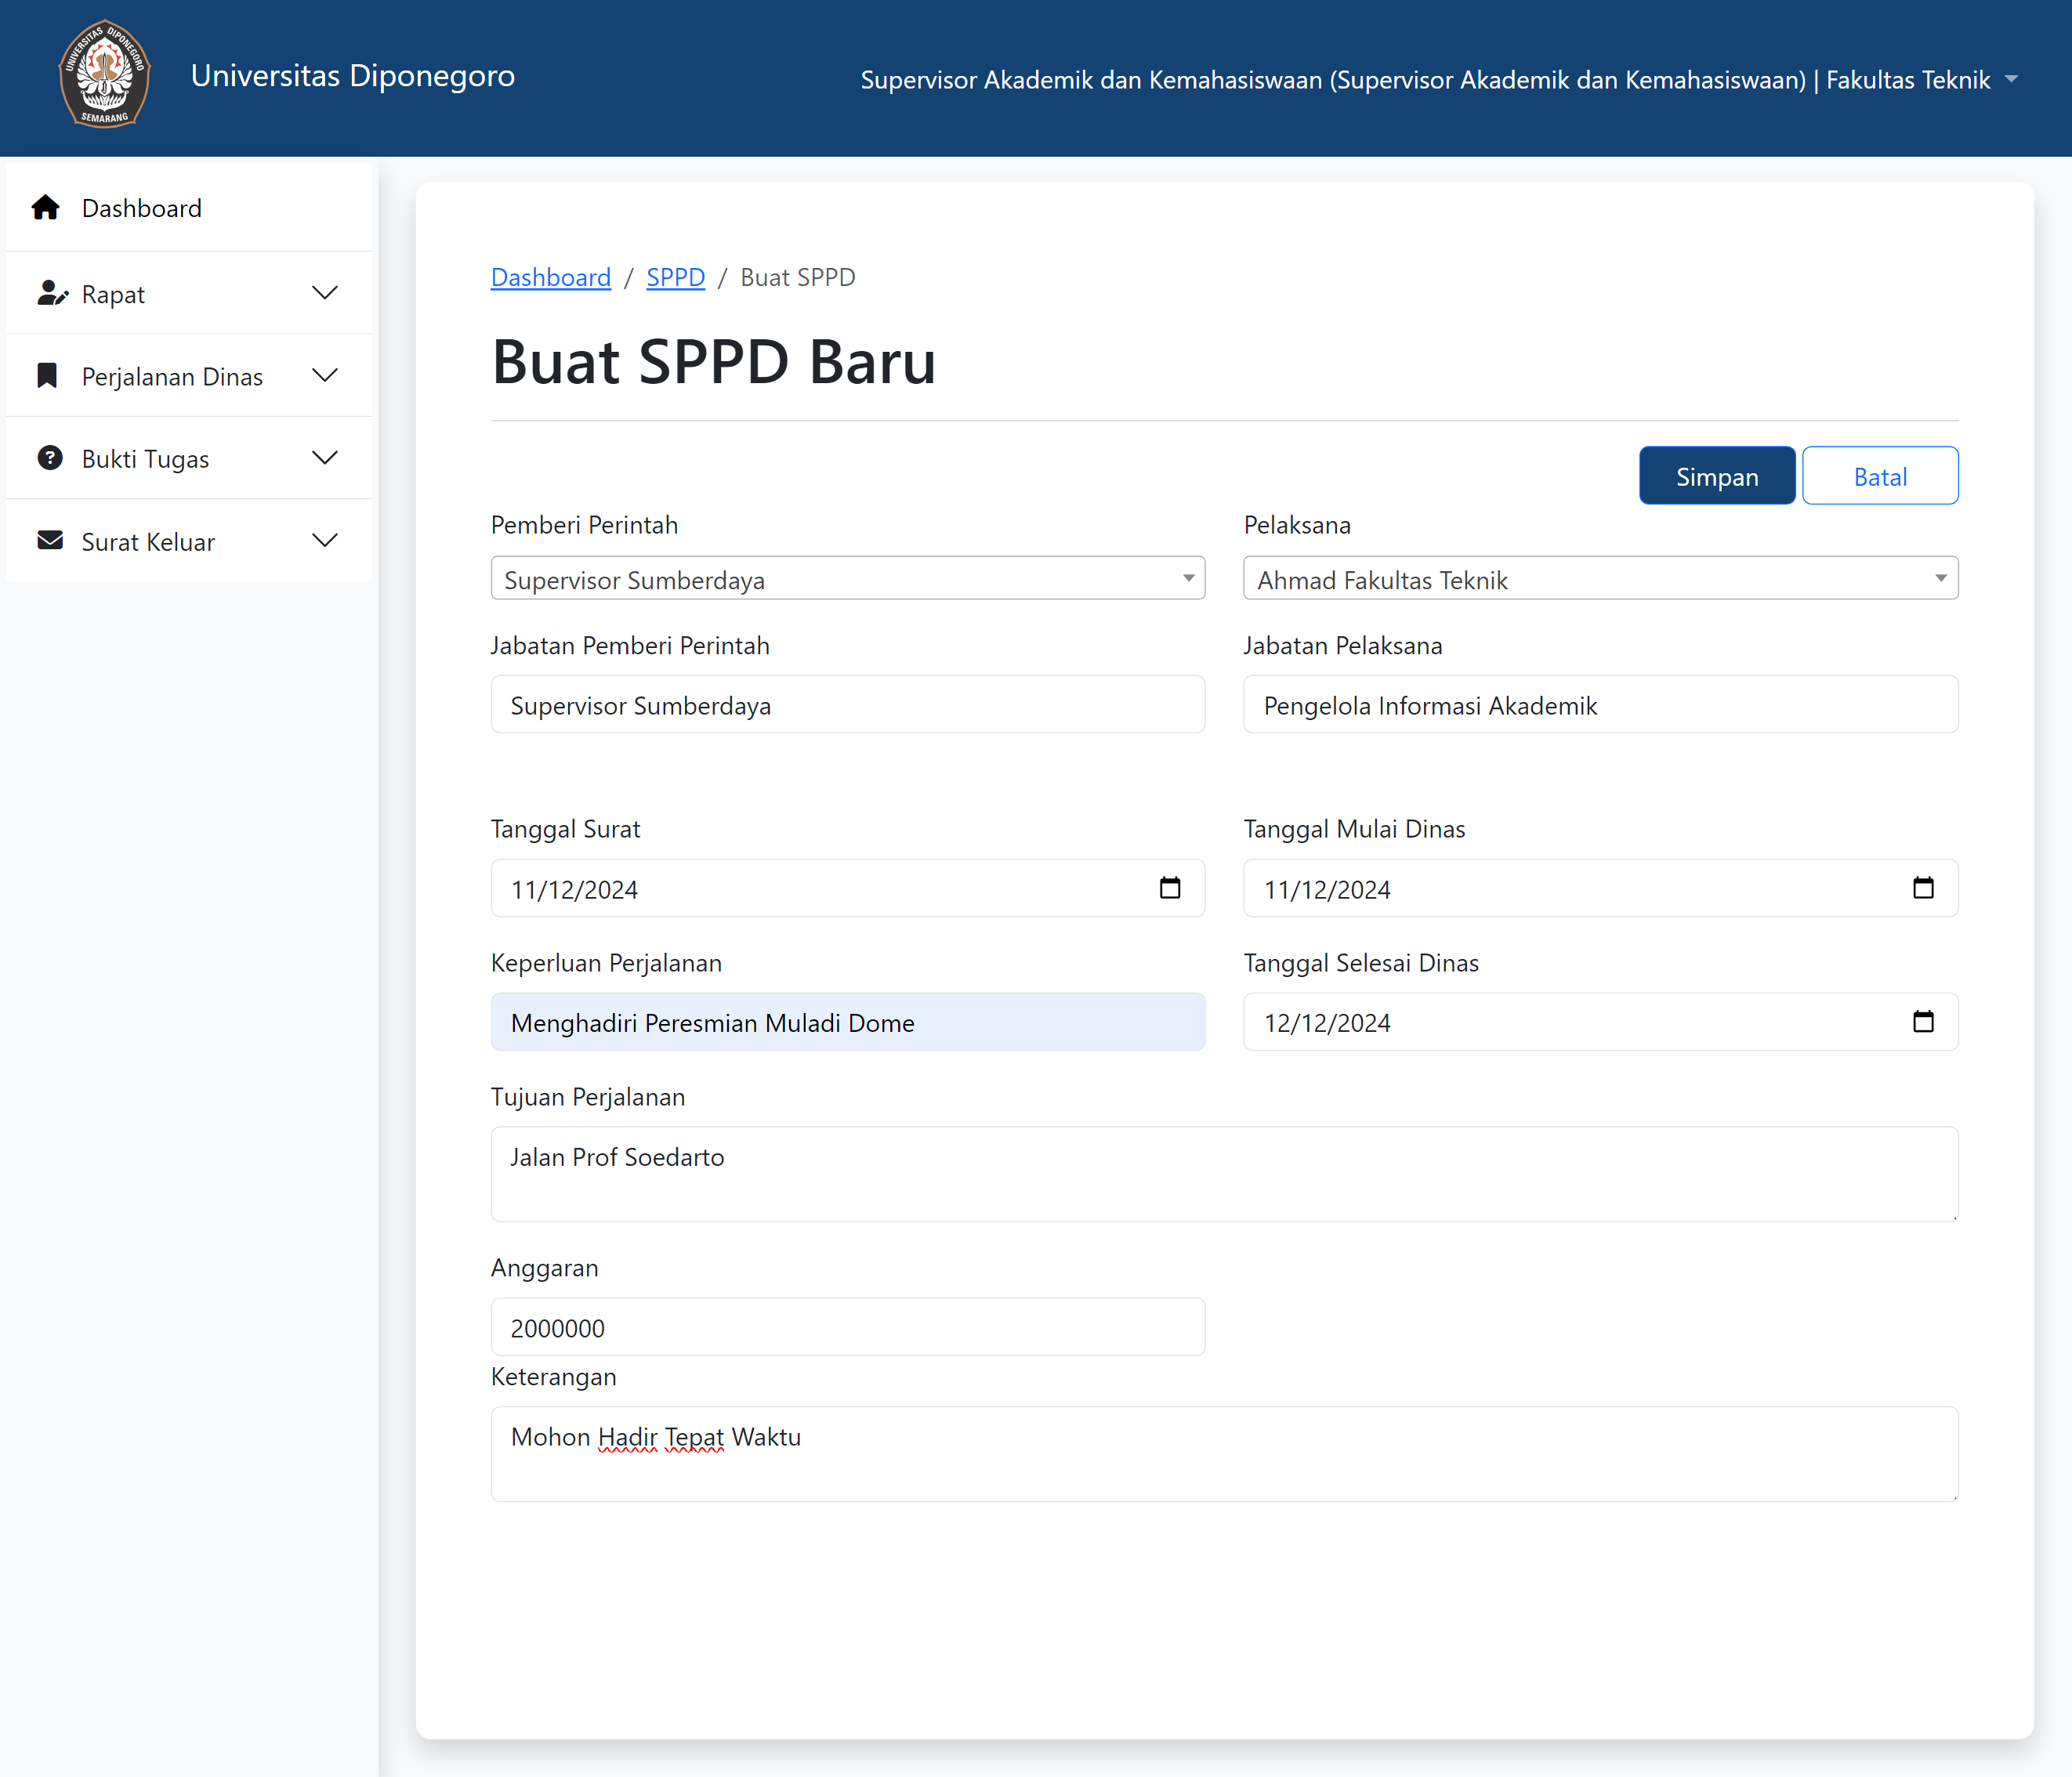 UNIVERSITAS DIPONEGORO
SEMARANG
Universitas Diponegoro
Supervisor Akademik dan Kemahasiswaan (Supervisor Akademik dan Kemahasiswaan) | Fakultas Teknik
Dashboard
Rapat
Perjalanan Dinas
Bukti Tugas
Surat Keluar
Dashboard / SPPD / Buat SPPD
Buat SPPD Baru
Simpan Batal
Pemberi Perintah Pelaksana
Supervisor Sumberdaya Ahmad Fakultas Teknik
Jabatan Pemberi Perintah Jabatan Pelaksana
Supervisor Sumberdaya Pengelola Informasi Akademik
Tanggal Surat Tanggal Mulai Dinas
11/12/2024 11/12/2024
Keperluan Perjalanan Tanggal Selesai Dinas
Menghadiri Peresmian Muladi Dome 12/12/2024
Tujuan Perjalanan
Jalan Prof Soedarto
Anggaran
2000000
Keterangan
Mohon Hadir Tepat Waktu